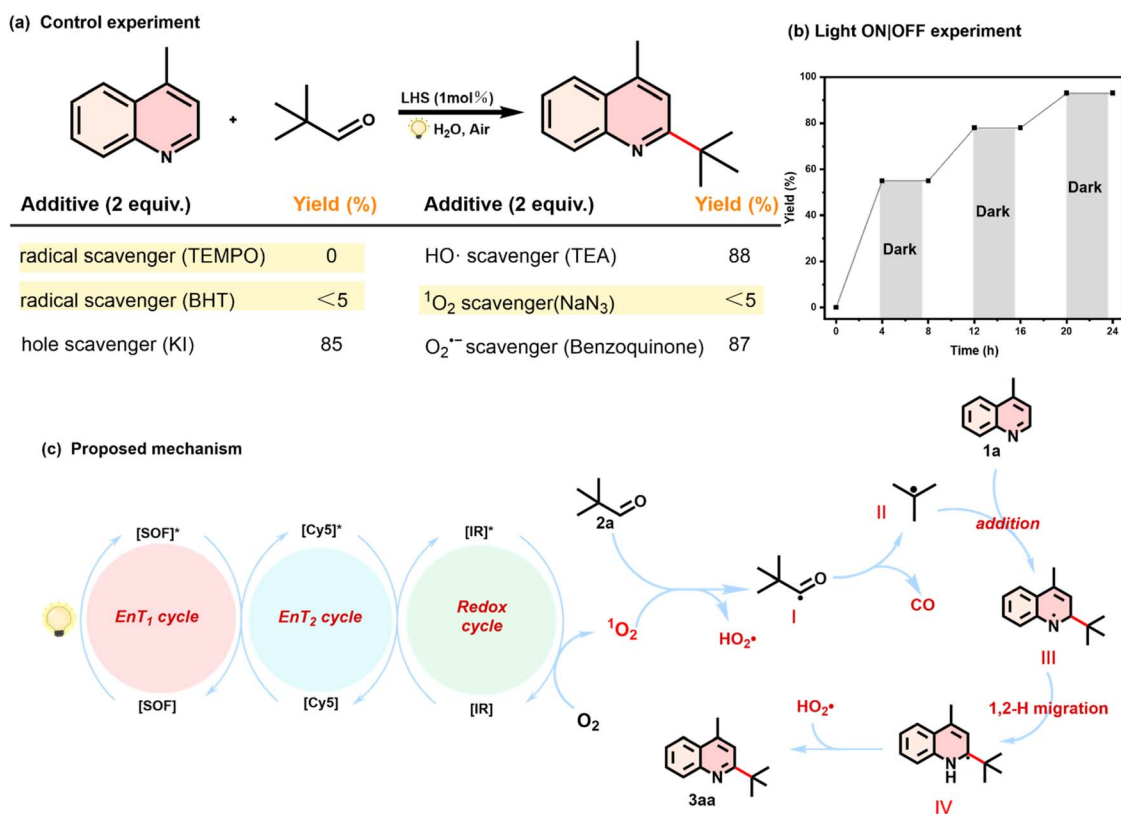 (a) Control experiment
N
+
O
LHS (1mol%)
H2O, Air
N
Additive (2 equiv.) Yield (%) Additive (2 equiv.) Yield (%)
radical scavenger (TEMPO) 0 HO· scavenger (TEA) 88
radical scavenger (BHT) <5 ¹O₂ scavenger(NaN₃) <5
hole scavenger (KI) 85 O₂•⁻ scavenger (Benzoquinone) 87
(b) Light ON|OFF experiment
Yield (%)
100
80
60
40
20
0
Dark
Dark
Dark
0 4 8 12 16 20 24
Time (h)
(c) Proposed mechanism
[SOF]* [Cy5]* [IR]*
EnT₁ cycle EnT₂ cycle Redox
cycle
[SOF] [Cy5] [IR]
O₂
¹O₂
O
2a
HO₂•
O
I
II
CO
N
1a
addition
N
III
1,2-H migration
N
H
IV
HO₂•
N
3aa